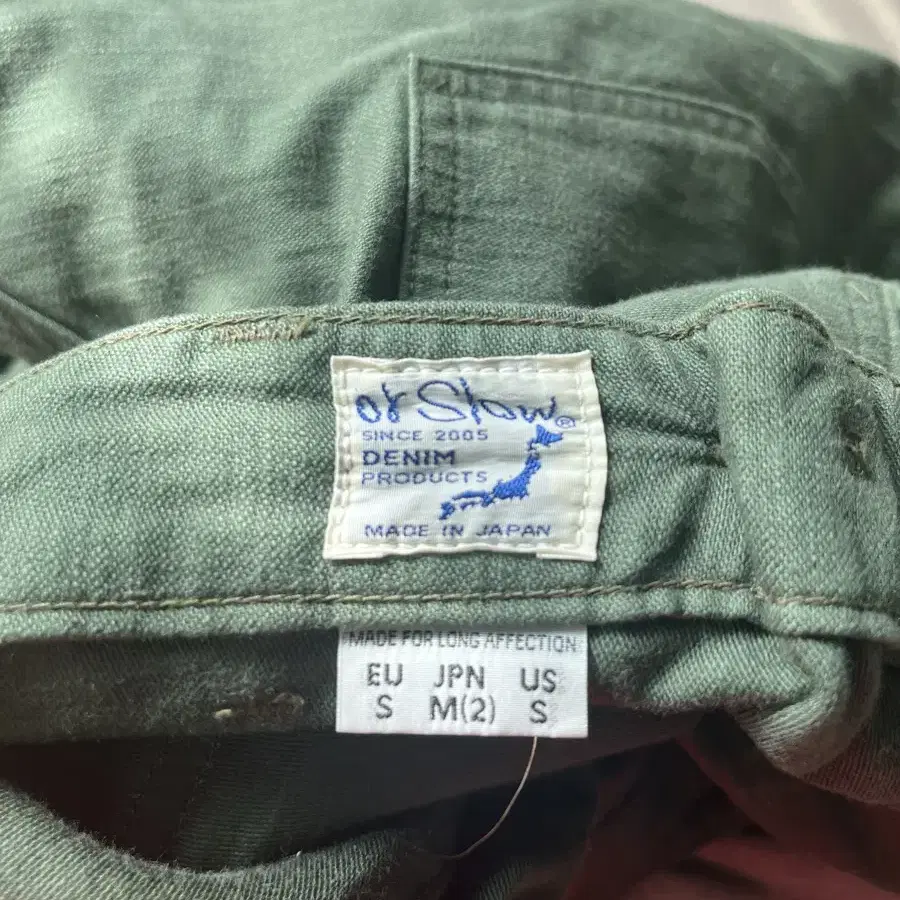 or Slow®
SINCE 2005
DENIM
PRODUCTS
MADE IN JAPAN
MADE FOR LONG AFFECTION
EU JPN US
S M(2) S